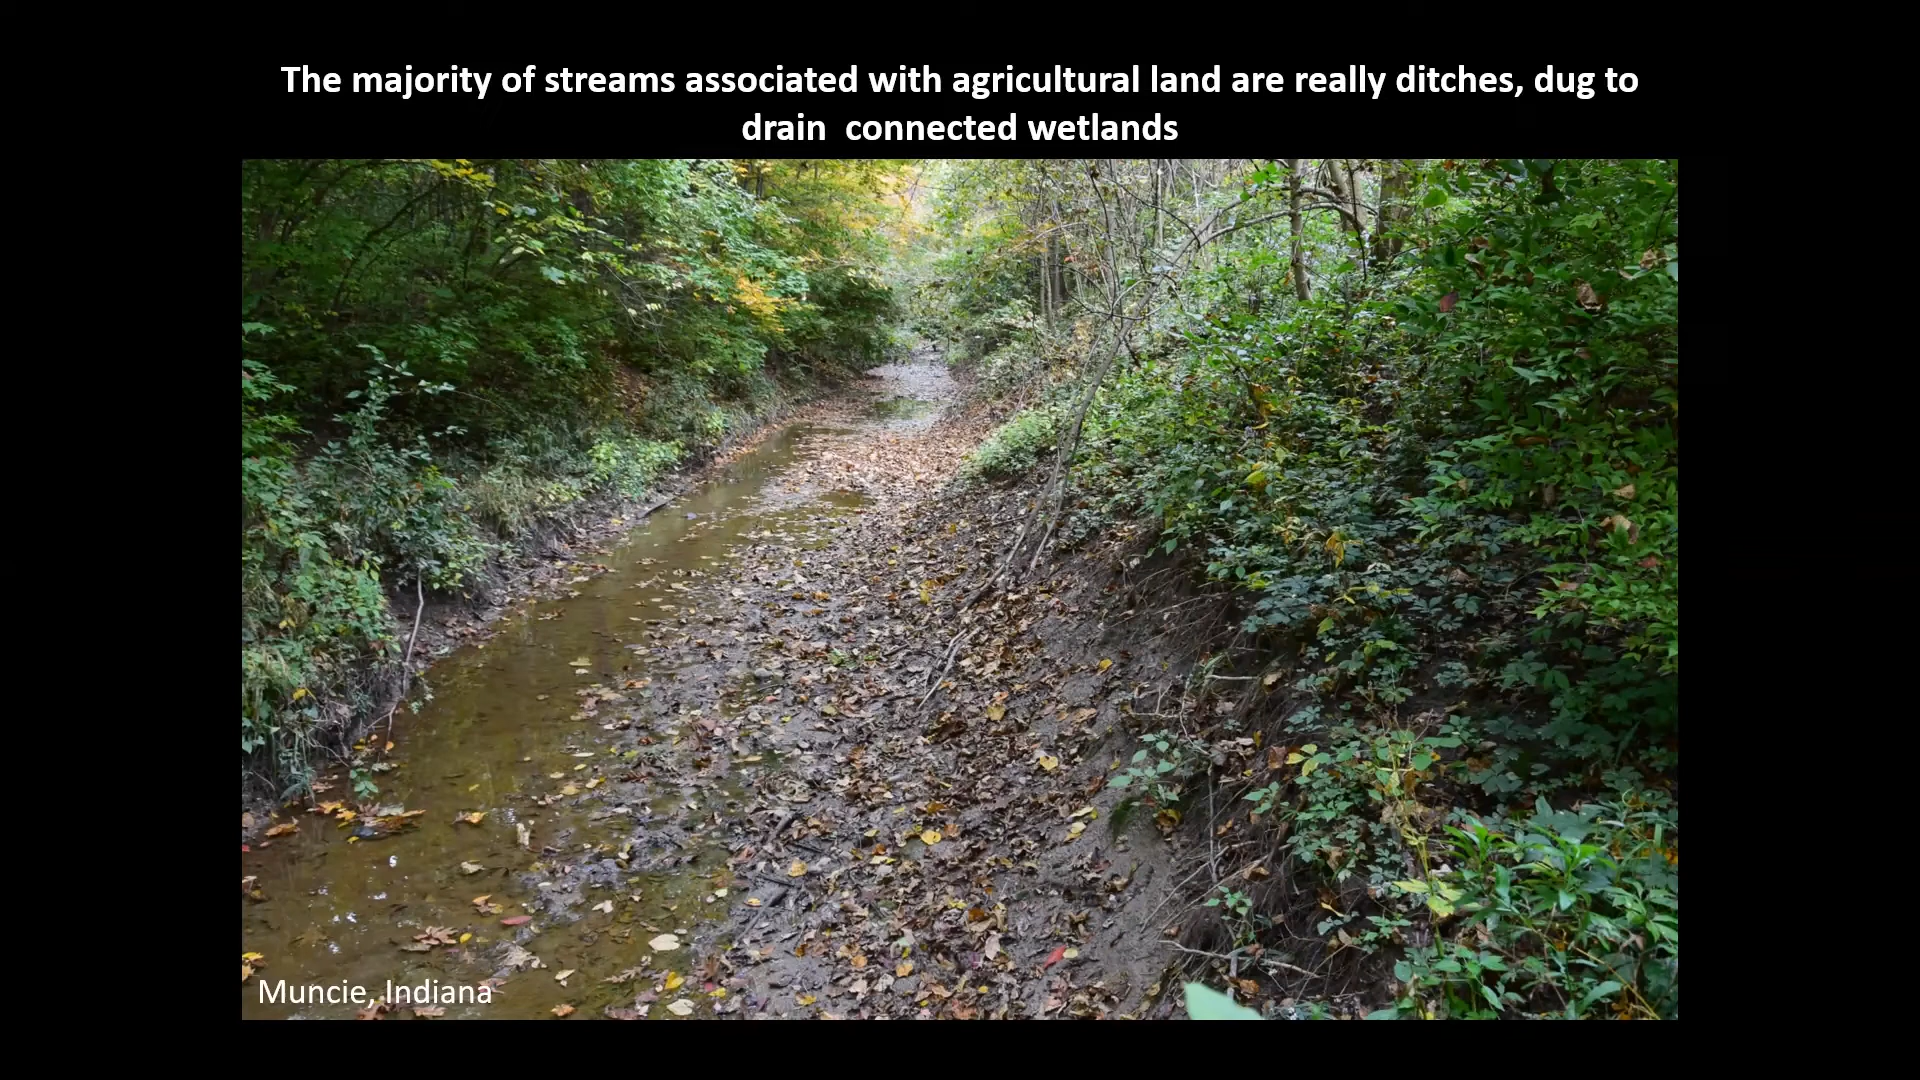 The majority of streams associated with agricultural land are really ditches, dug to
drain  connected wetlands
Muncie, Indiana